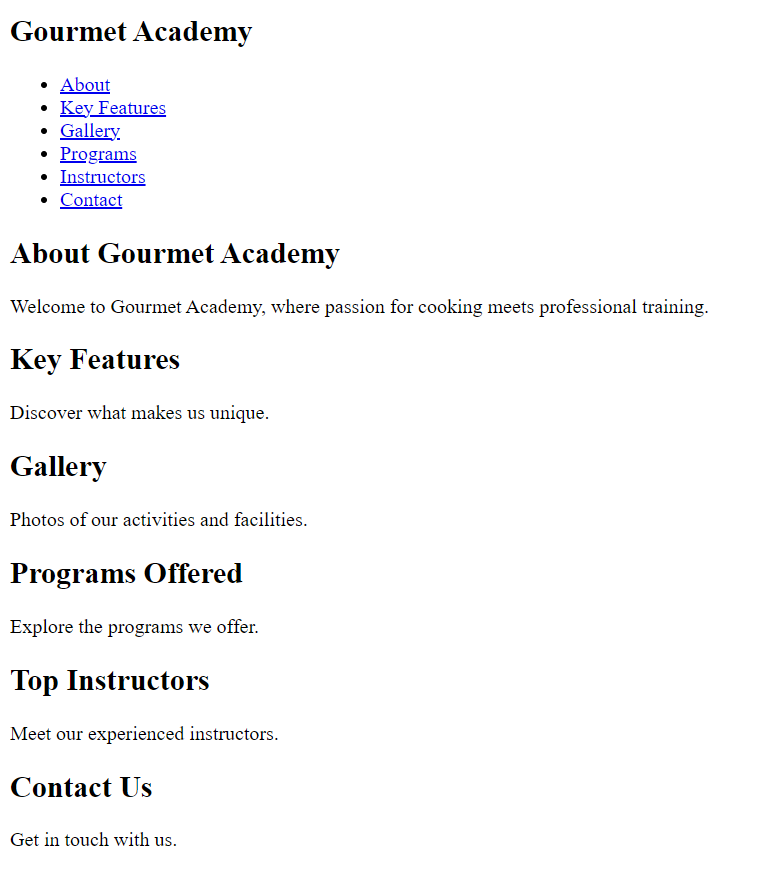 Gourmet Academy
About
Key Features
Gallery
Programs
Instructors
Contact
About Gourmet Academy
Welcome to Gourmet Academy, where passion for cooking meets professional training.
Key Features
Discover what makes us unique.
Gallery
Photos of our activities and facilities.
Programs Offered
Explore the programs we offer.
Top Instructors
Meet our experienced instructors.
Contact Us
Get in touch with us.